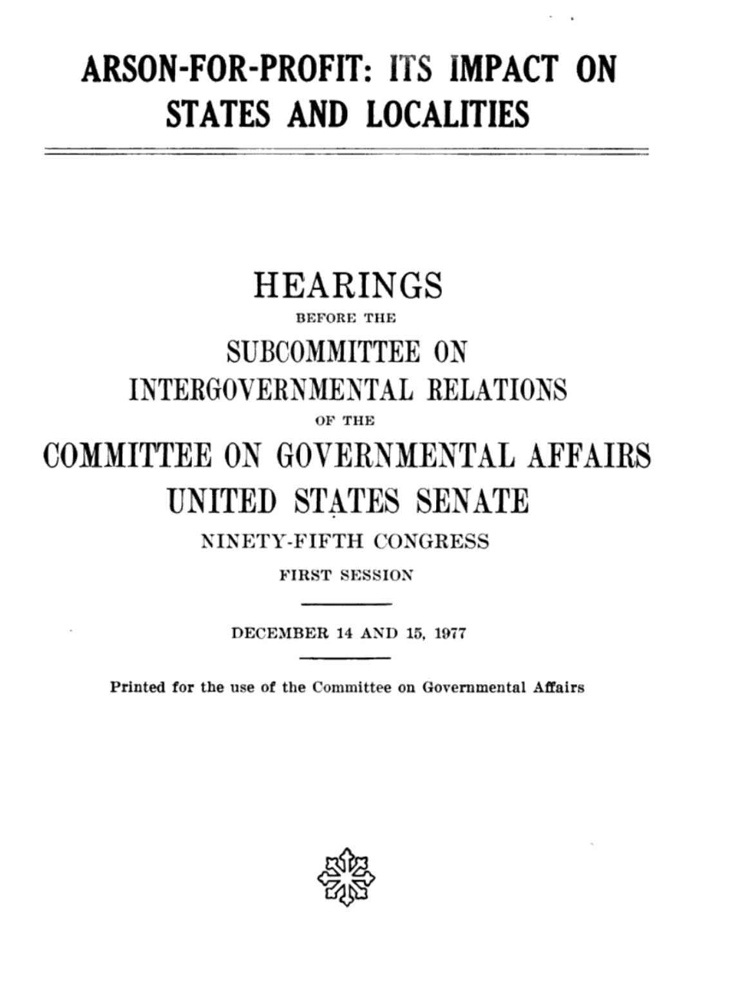 ARSON-FOR-PROFIT: ITS IMPACT ON
STATES AND LOCALITIES
HEARINGS
BEFORE THE
SUBCOMMITTEE ON
INTERGOVERNMENTAL RELATIONS
OF THE
COMMITTEE ON GOVERNMENTAL AFFAIRS
UNITED STATES SENATE
NINETY-FIFTH CONGRESS
FIRST SESSION
DECEMBER 14 AND 15, 1977
Printed for the use of the Committee on Governmental Affairs